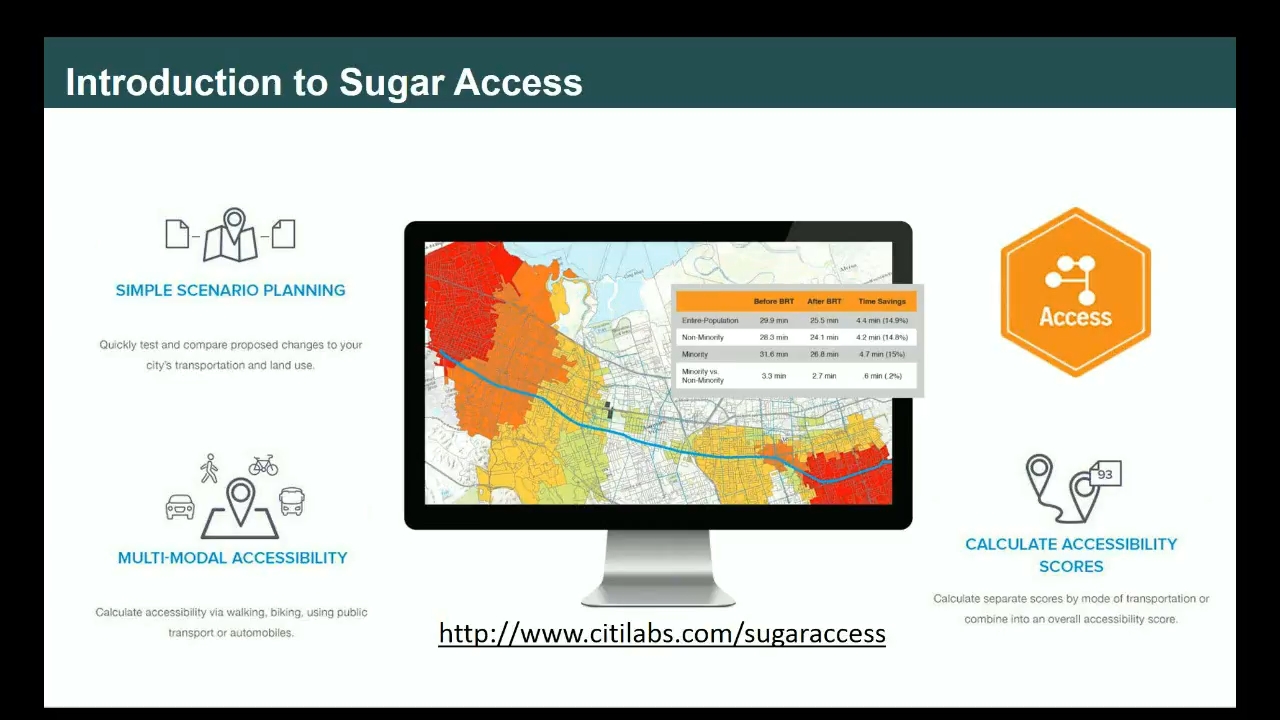 Introduction to Sugar Access
SIMPLE SCENARIO PLANNING
Quickly test and compare proposed changes to your
city's transportation and land use.
MULTI-MODAL ACCESSIBILITY
Calculate accessibility via walking, biking, using public
transport or automobiles.
Before BRT After BRT Time Savings
Entire-Population 29.9 min 25.5 min 4.4 min (14.9%)
Non-Minority 28.3 min 24.1 min 4.2 min (14.8%)
Minority 31.6 min 26.8 min 4.7 min (15%)
Minority vs.
Non-Minority 3.3 min 2.7 min .6 min (.2%)
http://www.citilabs.com/sugaraccess
Access
93
CALCULATE ACCESSIBILITY
SCORES
Calculate separate scores by mode of transportation or
combine into an overall accessibility score.